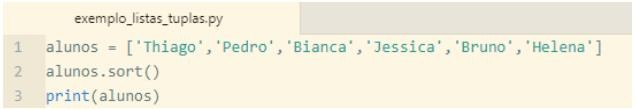 exemplo_listas_tuplas.py
1 alunos = ['Thiago','Pedro','Bianca','Jessica','Bruno','Helena']
2 alunos.sort()
3 print(alunos)